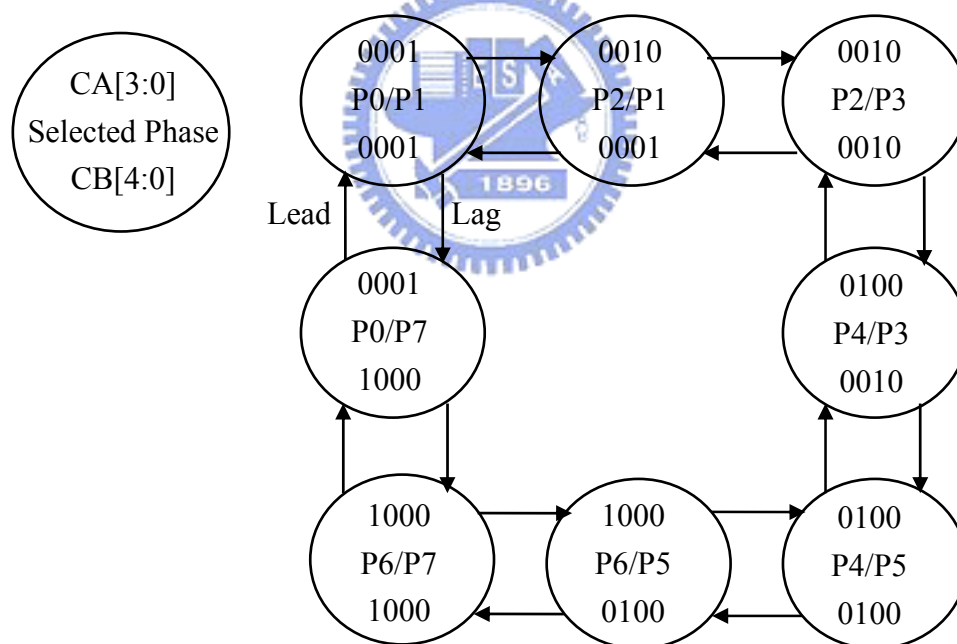 CA[3:0]
Selected Phase
CB[4:0]
0001
P0/P1
0001
0010
P2/P1
0001
0010
P2/P3
0010
Lead
Lag
0001
P0/P7
1000
0100
P4/P3
0010
1000
P6/P7
1000
1000
P6/P5
0100
0100
P4/P5
0100
E S A
1896